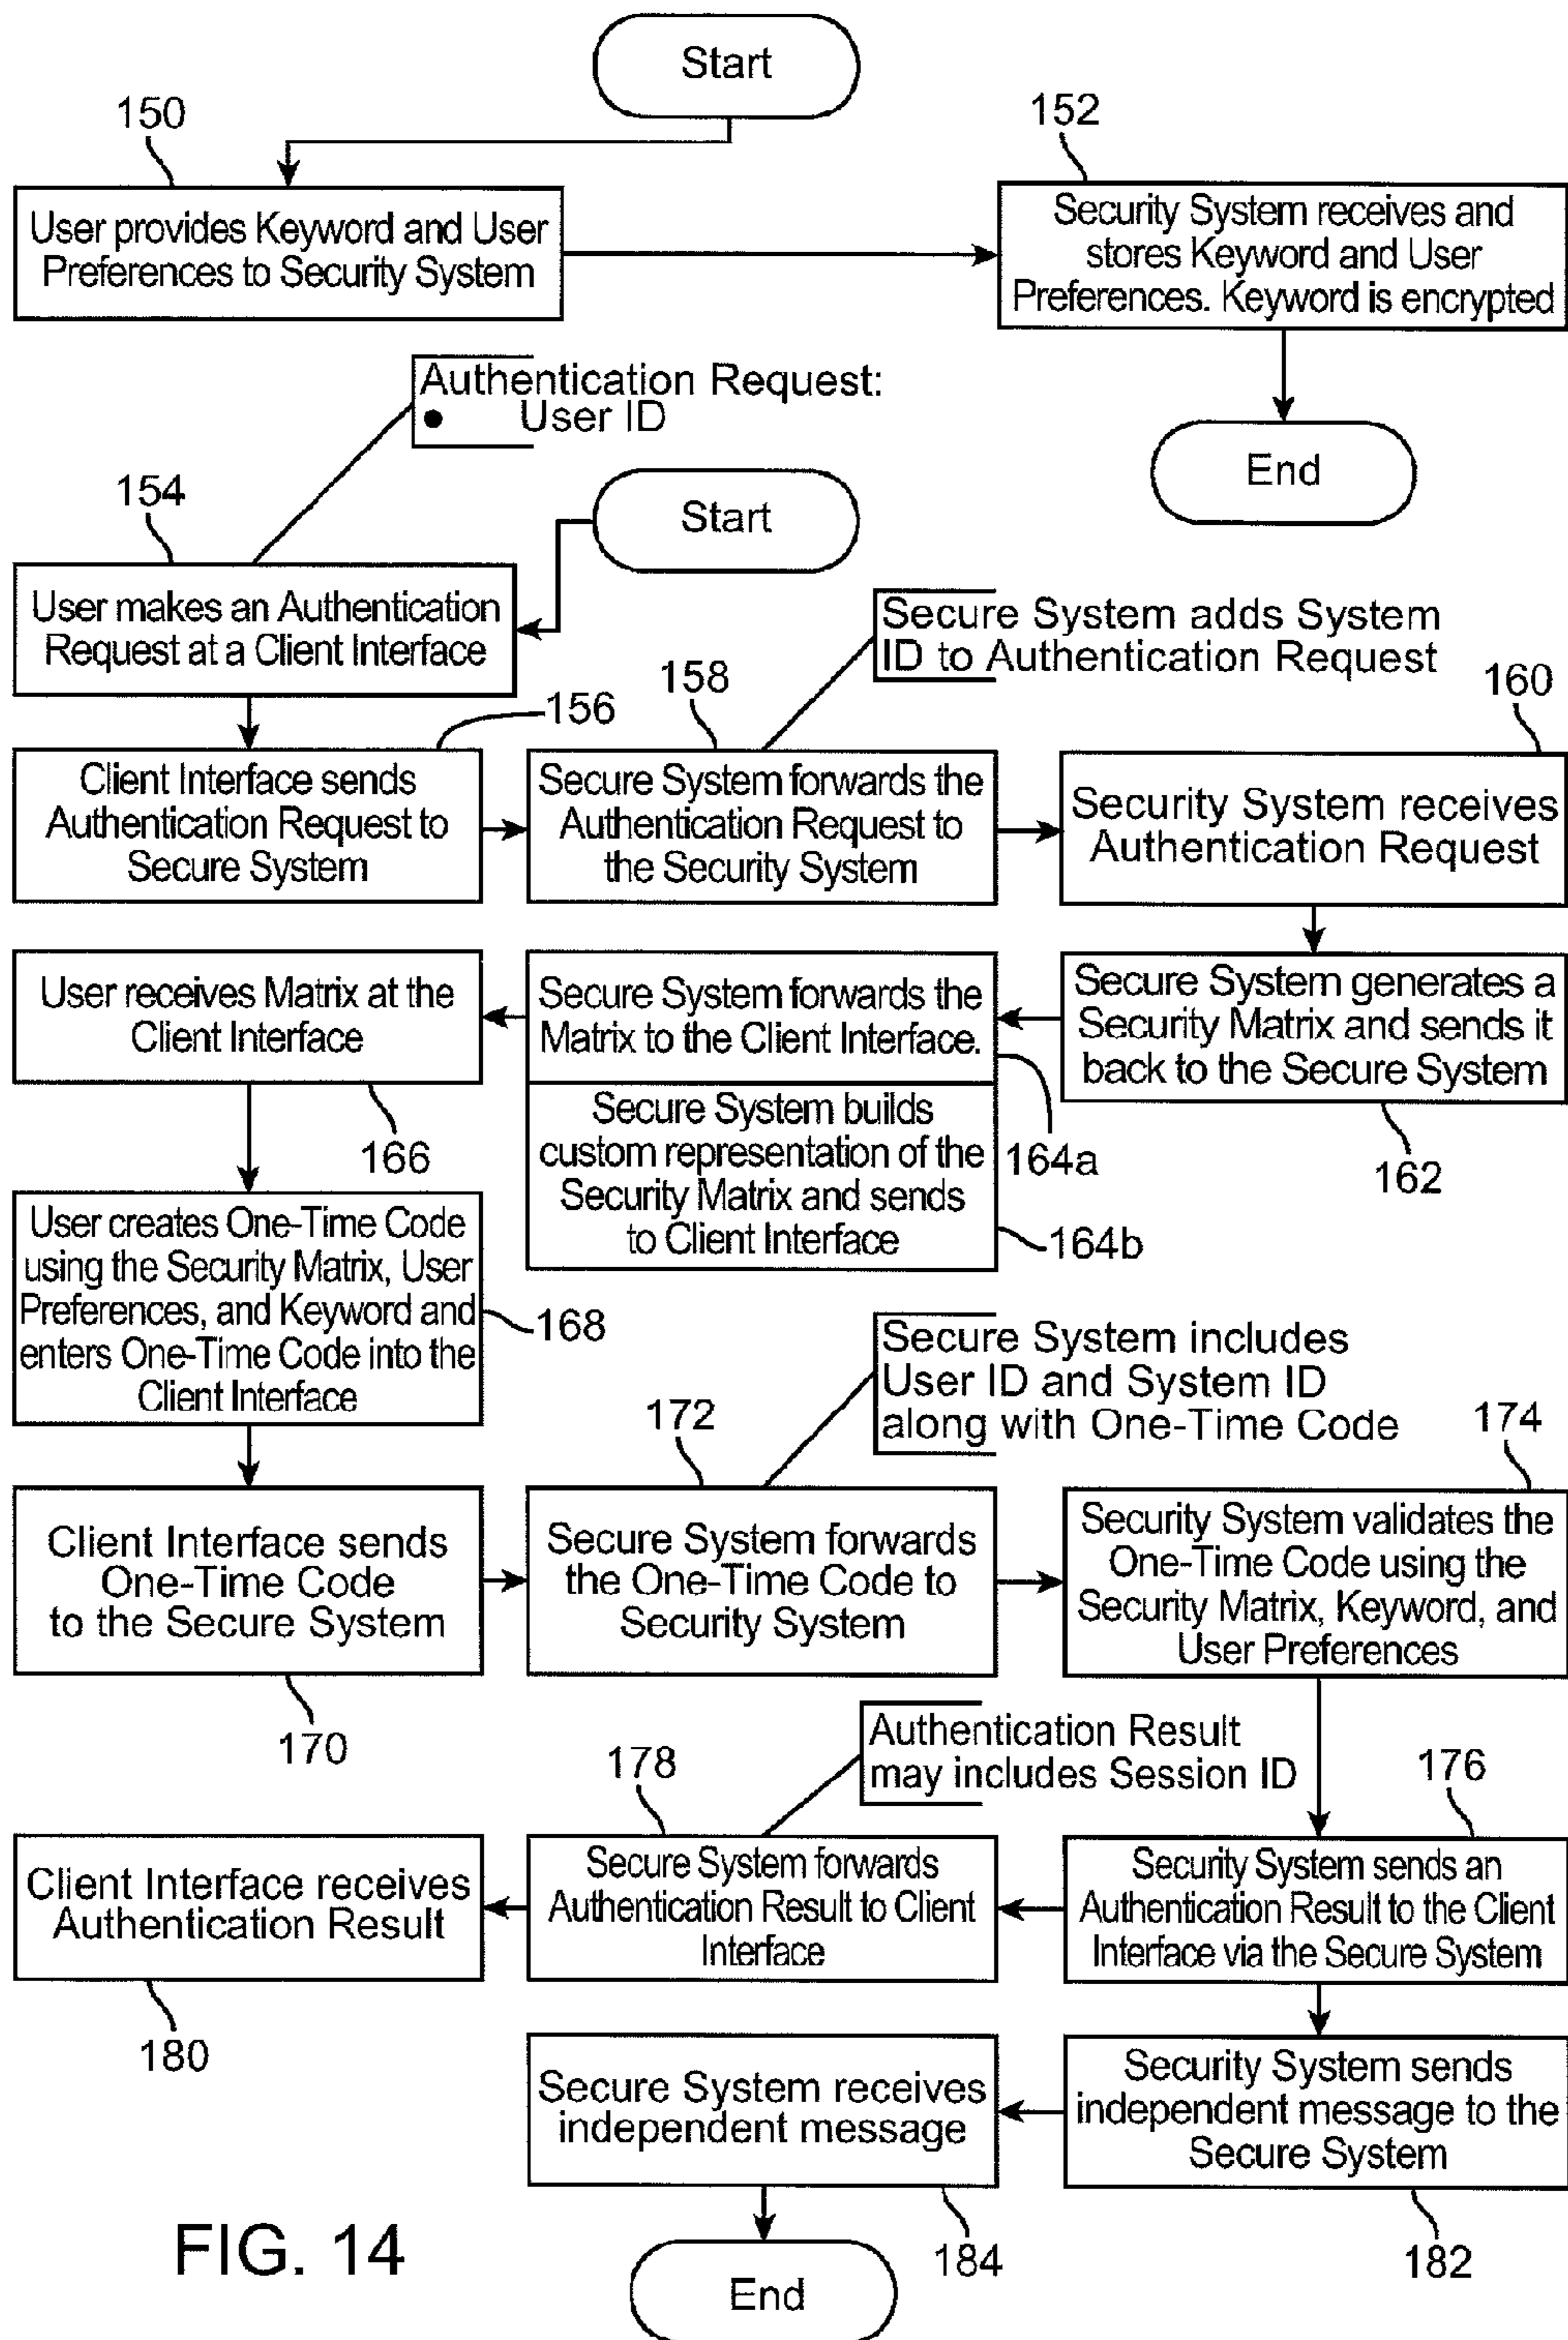 Start
150
152
User provides Keyword and User
Preferences to Security System
Security System receives and
stores Keyword and User
Preferences. Keyword is encrypted
Authentication Request:
• User ID
End
154
Start
User makes an Authentication
Request at a Client Interface
Secure System adds System
ID to Authentication Request
156
158
160
Client Interface sends
Authentication Request to
Secure System
Secure System forwards the
Authentication Request to
the Security System
Security System receives
Authentication Request
User receives Matrix at the
Client Interface
Secure System forwards the
Matrix to the Client Interface.
Secure System generates a
Security Matrix and sends it
back to the Secure System
166
Secure System builds
custom representation of the
Security Matrix and sends
to Client Interface
164a
162
164b
User creates One-Time Code
using the Security Matrix, User
Preferences, and Keyword and
enters One-Time Code into the
Client Interface
168
Secure System includes
User ID and System ID
along with One-Time Code
172
174
Client Interface sends
One-Time Code
to the Secure System
Secure System forwards
the One-Time Code to
Security System
Security System validates the
One-Time Code using the
Security Matrix, Keyword, and
User Preferences
170
Authentication Result
may includes Session ID
178
176
Client Interface receives
Authentication Result
Secure System forwards
Authentication Result to Client
Interface
Security System sends an
Authentication Result to the Client
Interface via the Secure System
180
Secure System receives
independent message
Security System sends
independent message to the
Secure System
184
182
End
FIG. 14